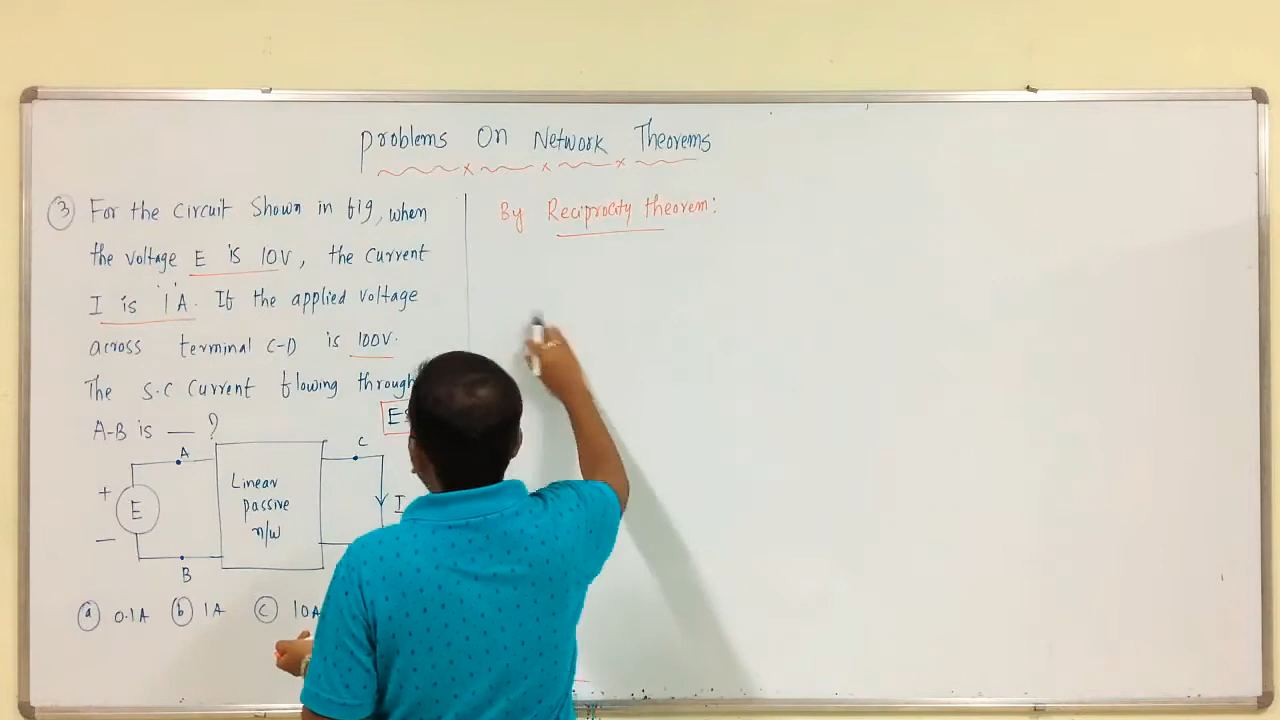 Problems On Network Theorems
③ For the circuit Shown in fig, when
the voltage E is 10V, the current
I is '1'A. If the applied voltage
across terminal C-D is 100V.
The S.C Current flowing through
A-B is __ ?
By Reciprocity theorem:
A
C
+
E
-
Linear
passive
n/w
I
B
ⓐ 0.1A ⓑ 1A ⓒ 10A